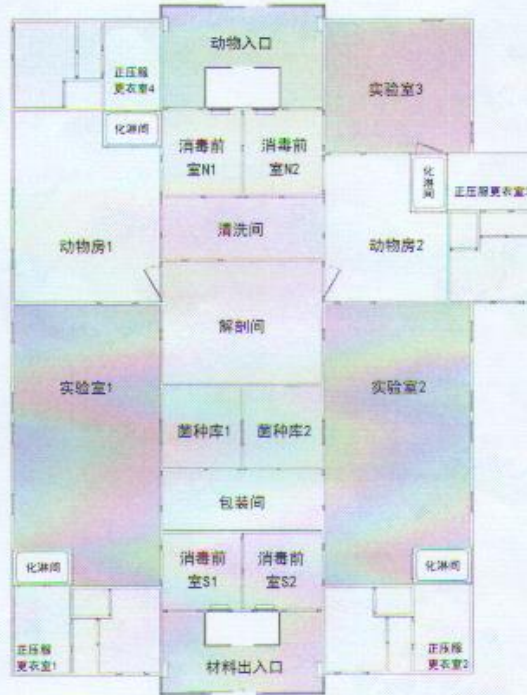 动物入口
正压服
更衣室4
化淋间
实验室3
消毒前
室N1
消毒前
室N2
化
淋
间
正压服更衣室3
清洗间
动物房1
动物房2
解剖间
实验室1
实验室2
菌种库1
菌种库2
包装间
消毒前
室S1
消毒前
室S2
化淋间
化淋间
正压服
更衣室1
正压服
更衣室2
材料出入口